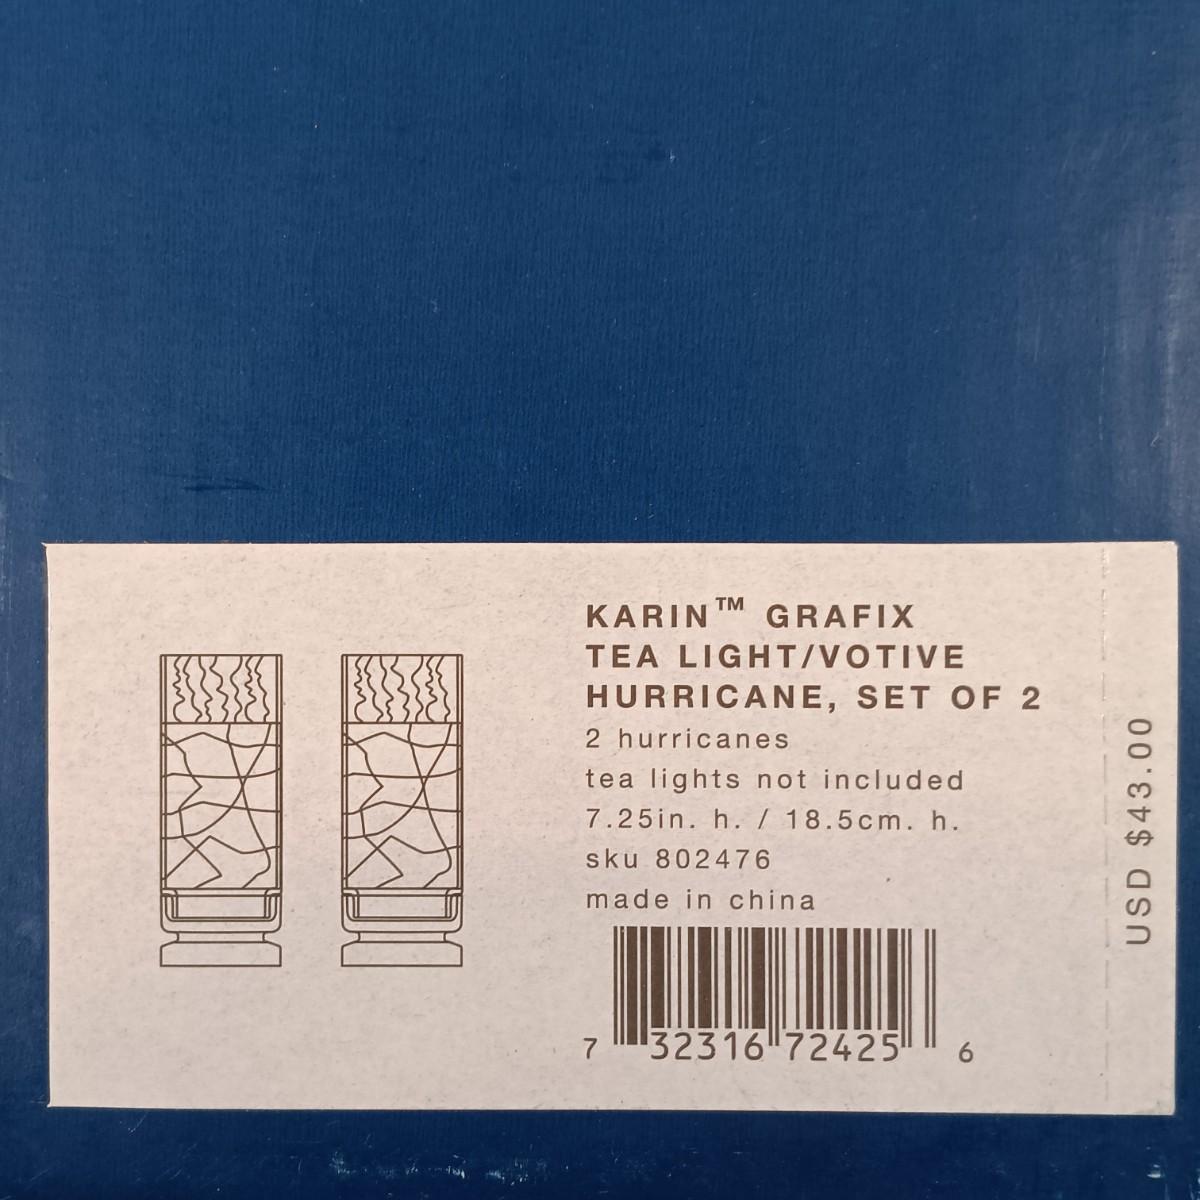 KARIN™ GRAFIX
TEA LIGHT/VOTIVE
HURRICANE, SET OF 2
2 hurricanes
tea lights not included
7.25in. h. / 18.5cm. h.
sku 802476
made in china
7 32316 72425 6
USD $43.00